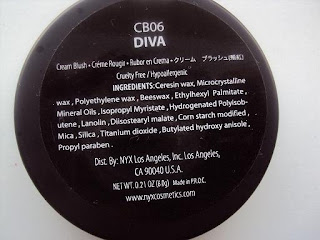 CB06
DIVA
Cream Blush • Crème Rougir • Rubor en Crema • クリーム ブラッシュ(頬紅)
Cruelty Free / Hypoallergenic
INGREDIENTS: Ceresin wax, Microcrystalline
wax , Polyethylene wax , Beeswax , Ethylhexyl Palmitate ,
Mineral Oils , Isopropyl Myristate , Hydrogenated Polyisob-
utene , Lanolin , Diisostearyl malate , Corn starch modified ,
Mica , Silica , Titanium dioxide , Butylated hydroxy anisole ,
Propyl paraben .
Dist. By: NYX Los Angeles, Inc. Los Angeles,
CA 90040 U.S.A.
NET WT. 0.21 OZ (8.0g) Made in P.R.O.C.
www.nyxcosmetics.com